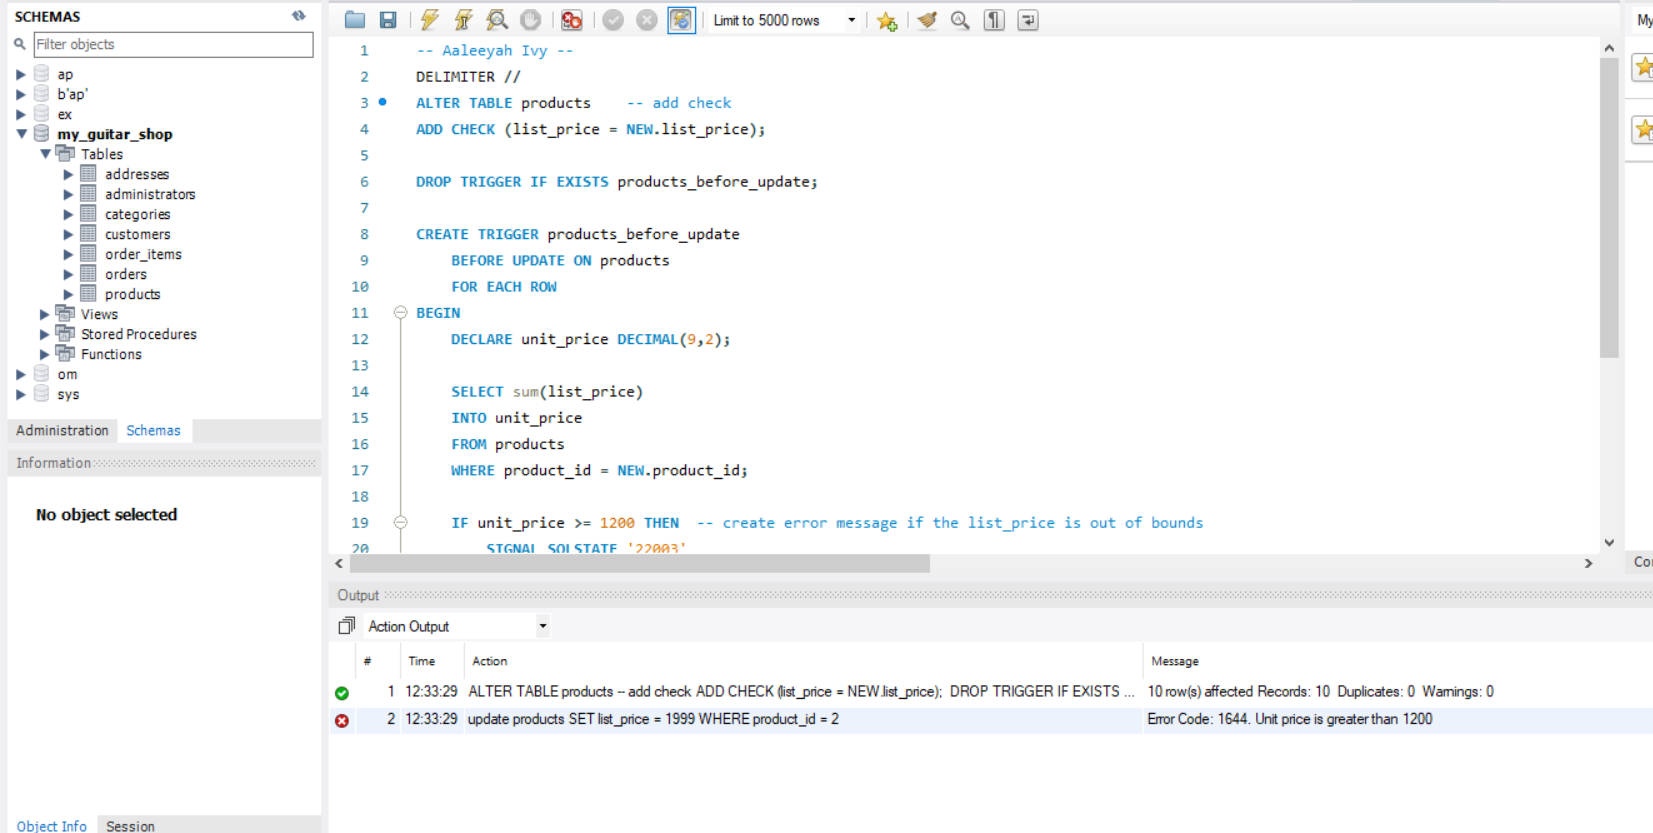 SCHEMAS
Filter objects
ap
b'ap'
ex
my_guitar_shop
Tables
addresses
administrators
categories
customers
order_items
orders
products
Views
Stored Procedures
Functions
om
sys
Administration Schemas
Information
No object selected
Object Info Session
Limit to 5000 rows
1 -- Aaleeyah Ivy --
2 DELIMITER //
3 ALTER TABLE products -- add check
4 ADD CHECK (list_price = NEW.list_price);
5
6 DROP TRIGGER IF EXISTS products_before_update;
7
8 CREATE TRIGGER products_before_update
9 BEFORE UPDATE ON products
10 FOR EACH ROW
11 BEGIN
12 DECLARE unit_price DECIMAL(9,2);
13
14 SELECT sum(list_price)
15 INTO unit_price
16 FROM products
17 WHERE product_id = NEW.product_id;
18
19 IF unit_price >= 1200 THEN -- create error message if the list_price is out of bounds
20 SIGNAL SQLSTATE '22003'
Output
Action Output
# Time Action Message
1 12:33:29 ALTER TABLE products -- add check ADD CHECK (list_price = NEW.list_price); DROP TRIGGER IF EXISTS ... 10 row(s) affected Records: 10 Duplicates: 0 Warnings: 0
2 12:33:29 update products SET list_price = 1999 WHERE product_id = 2 Error Code: 1644. Unit price is greater than 1200
My